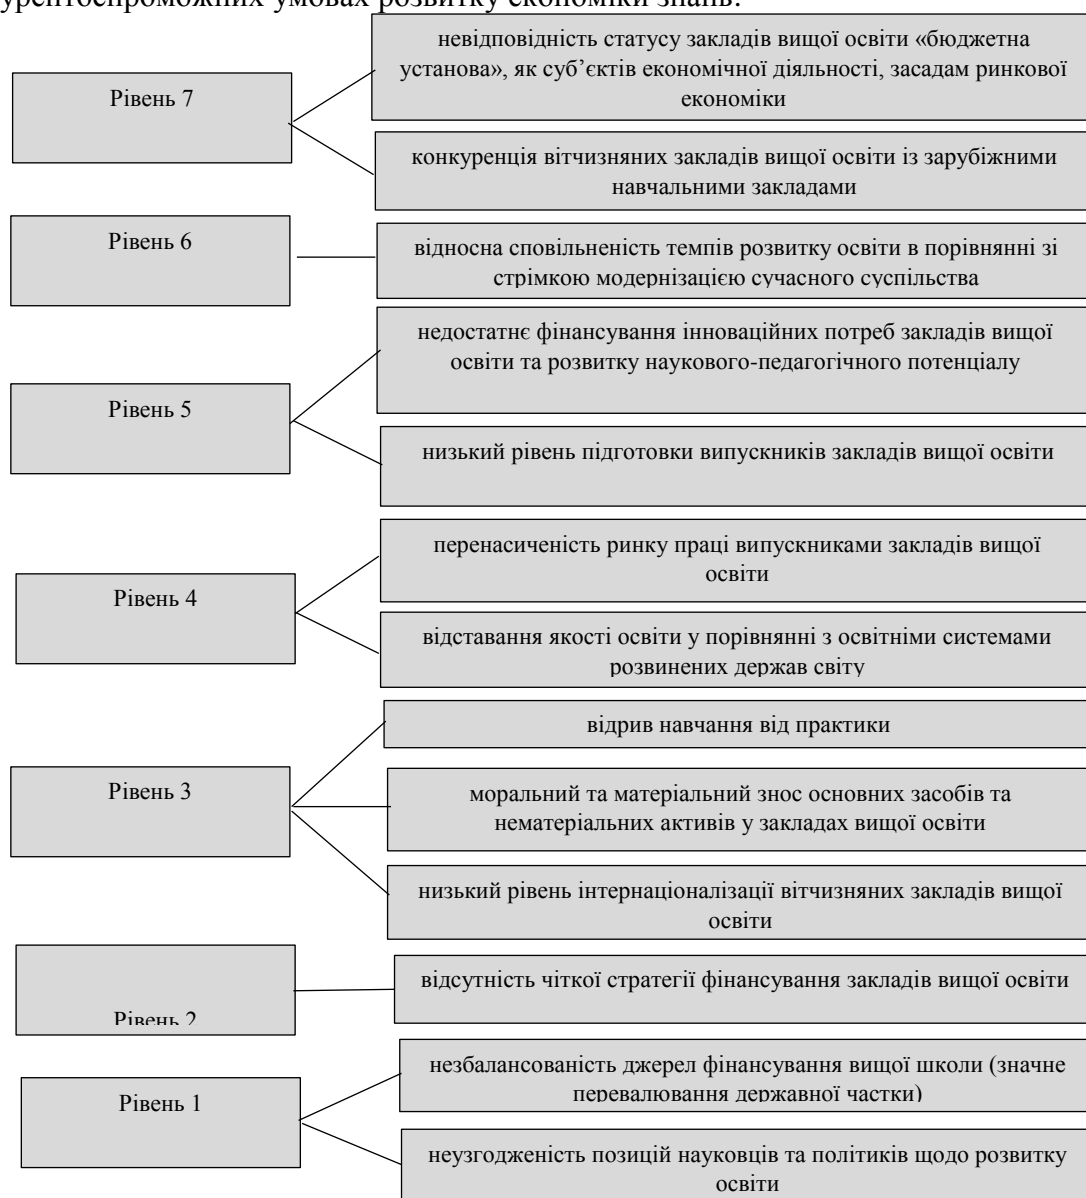 урентоспроможних умовах розвитку економіки знань:
Рівень 7
невідповідність статусу закладів вищої освіти «бюджетна
установа», як суб’єктів економічної діяльності, засадам ринкової
економіки
конкуренція вітчизняних закладів вищої освіти із зарубіжними
навчальними закладами
Рівень 6
відносна сповільненість темпів розвитку освіти в порівнянні зі
стрімкою модернізацією сучасного суспільства
Рівень 5
недостатнє фінансування інноваційних потреб закладів вищої
освіти та розвитку наукового-педагогічного потенціалу
низький рівень підготовки випускників закладів вищої освіти
Рівень 4
перенасиченість ринку праці випускниками закладів вищої
освіти
відставання якості освіти у порівнянні з освітніми системами
розвинених держав світу
Рівень 3
відрив навчання від практики
моральний та матеріальний знос основних засобів та
нематеріальних активів у закладах вищої освіти
низький рівень інтернаціоналізації вітчизняних закладів вищої
освіти
Рівень 2
відсутність чіткої стратегії фінансування закладів вищої освіти
Рівень 1
незбалансованість джерел фінансування вищої школи (значне
перевалювання державної частки)
неузгодженість позицій науковців та політиків щодо розвитку
освіти